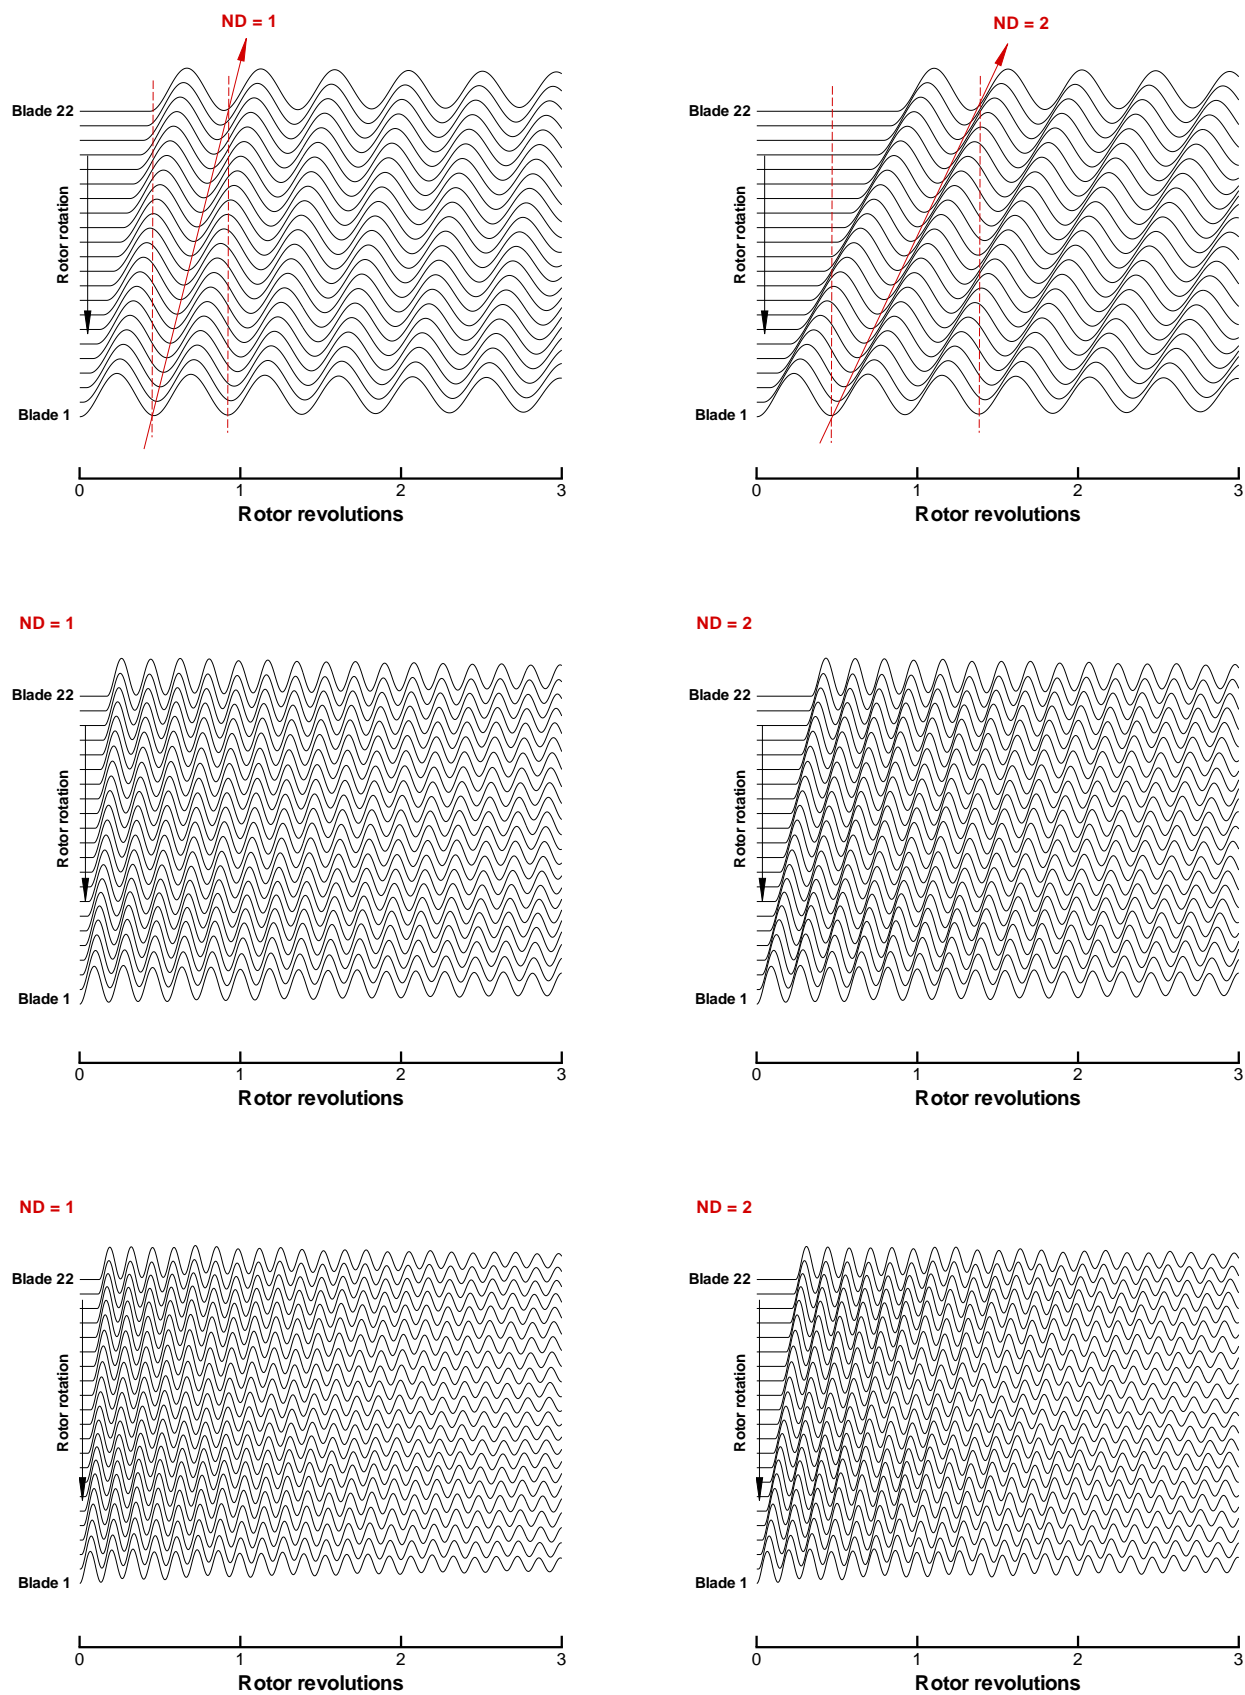 ND = 1
Blade 22
Rotor rotation
Blade 1
0 1 2 3
Rotor revolutions
ND = 2
Blade 22
Rotor rotation
Blade 1
0 1 2 3
Rotor revolutions
ND = 1
Blade 22
Rotor rotation
Blade 1
0 1 2 3
Rotor revolutions
ND = 2
Blade 22
Rotor rotation
Blade 1
0 1 2 3
Rotor revolutions
ND = 1
Blade 22
Rotor rotation
Blade 1
0 1 2 3
Rotor revolutions
ND = 2
Blade 22
Rotor rotation
Blade 1
0 1 2 3
Rotor revolutions